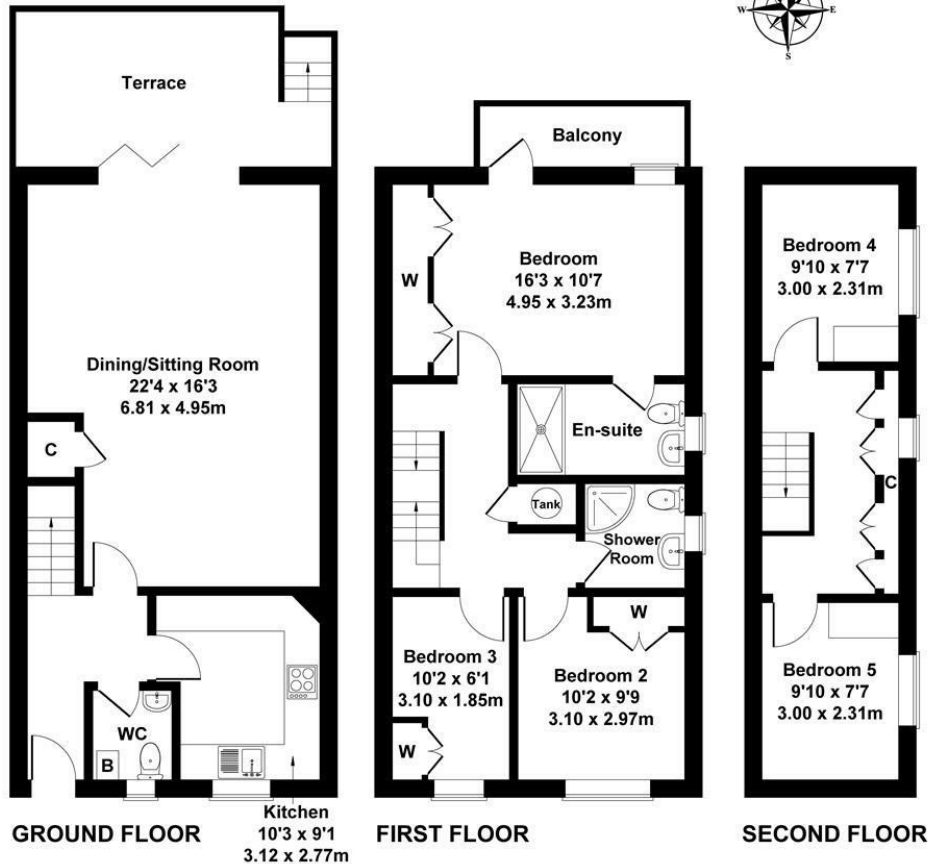 W
E
S
Terrace
Dining/Sitting Room
22'4 x 16'3
6.81 x 4.95m
C
WC
B
Kitchen
10'3 x 9'1
3.12 x 2.77m
GROUND FLOOR
Balcony
Bedroom
16'3 x 10'7
4.95 x 3.23m
W
En-suite
Tank
Shower
Room
W
Bedroom 3
10'2 x 6'1
3.10 x 1.85m
Bedroom 2
10'2 x 9'9
3.10 x 2.97m
W
FIRST FLOOR
Bedroom 4
9'10 x 7'7
3.00 x 2.31m
C
Bedroom 5
9'10 x 7'7
3.00 x 2.31m
SECOND FLOOR